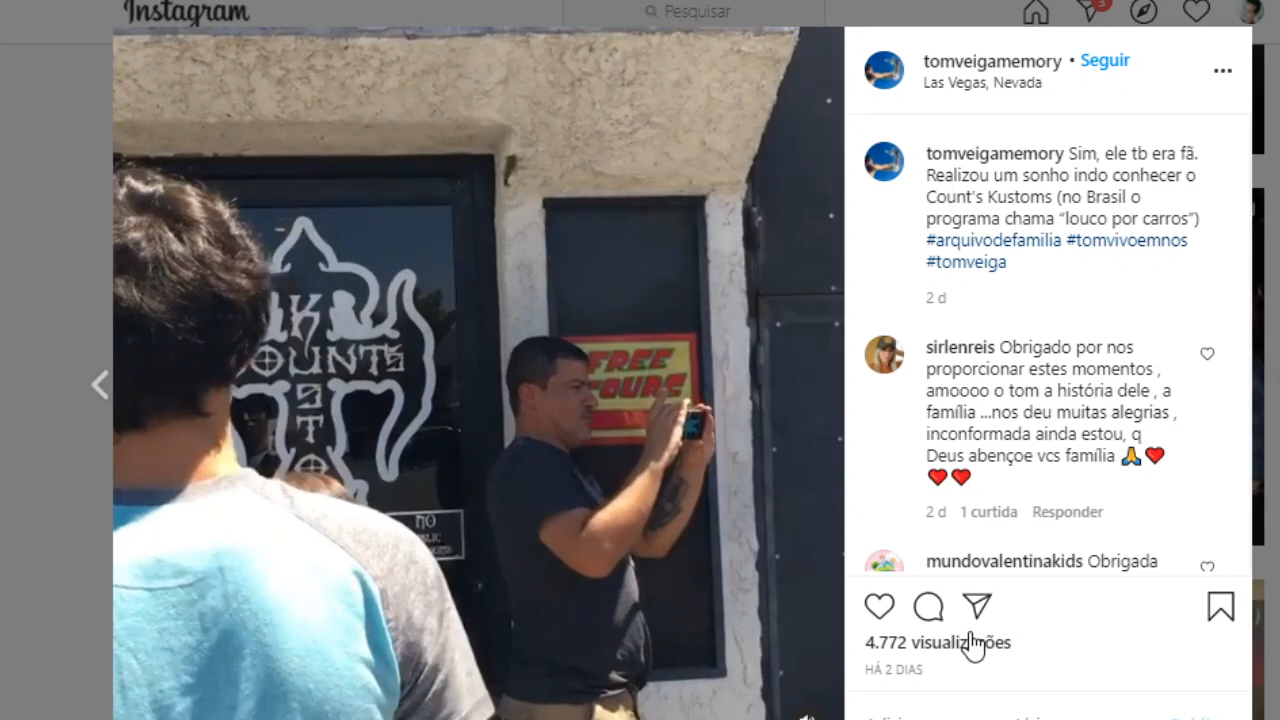 Instagram
Pesquisar
3
tomveigamemory • Seguir
Las Vegas, Nevada
tomveigamemory Sim, ele tb era fã.
Realizou um sonho indo conhecer o
Count's Kustoms (no Brasil o
programa chama “louco por carros”)
#arquivodefamilia #tomvivoemnos
#tomveiga
2 d
sirlenreis Obrigado por nos
proporcionar estes momentos ,
amoooo o tom a história dele , a
família ...nos deu muitas alegrias ,
inconformada ainda estou, q
Deus abençoe vcs família 🙏❤️
❤️❤️
2 d 1 curtida Responder
mundovalentinakids Obrigada
4.772 visualizações
HÁ 2 DIAS
COUNTS
FREE
TOURS
NO